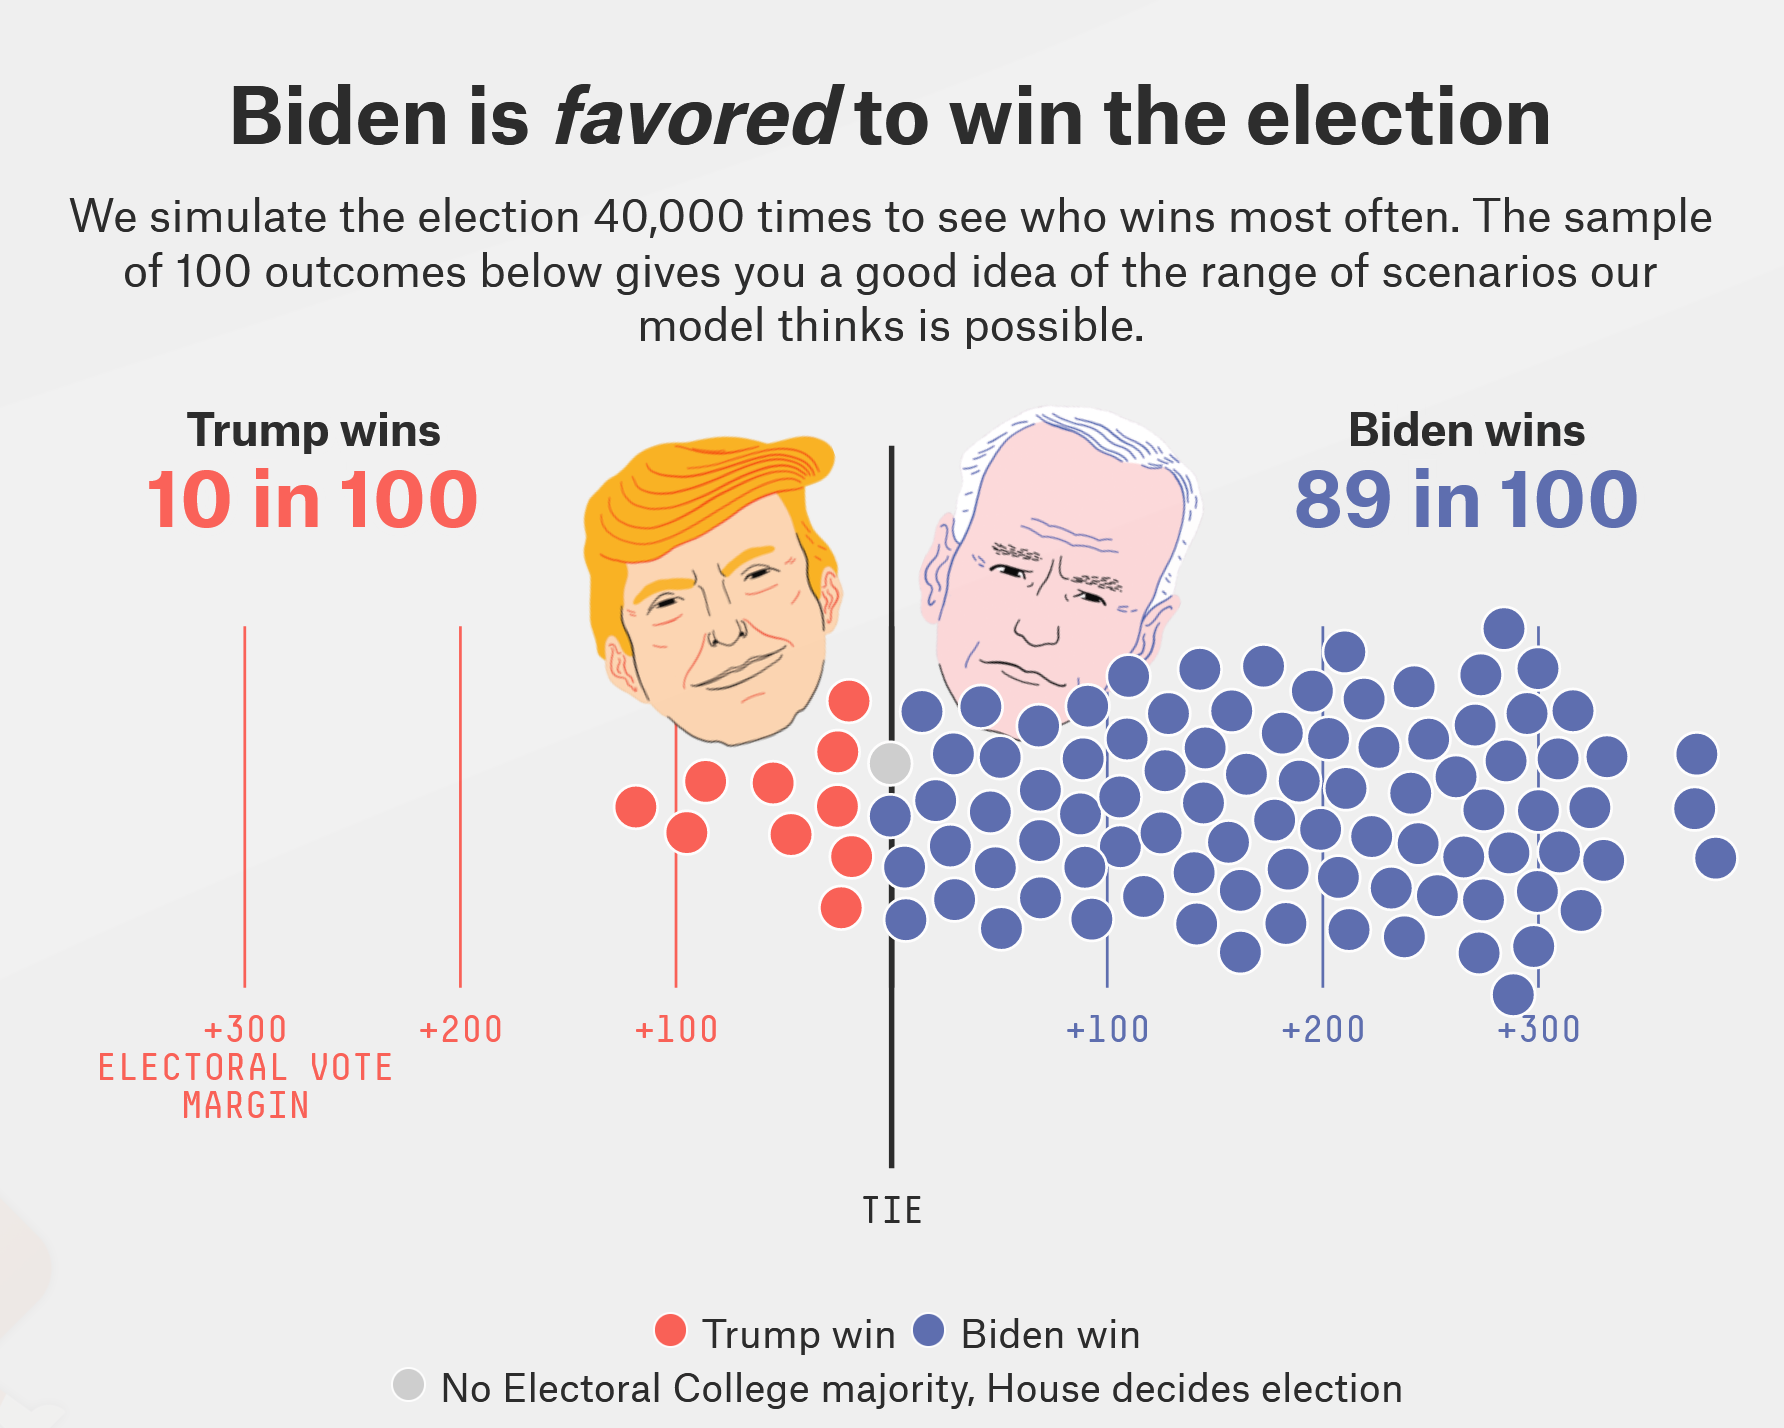 Biden is favored to win the election
We simulate the election 40,000 times to see who wins most often. The sample
of 100 outcomes below gives you a good idea of the range of scenarios our
model thinks is possible.
Trump wins
10 in 100
Biden wins
89 in 100
+300
+200
+100
+100
+200
+300
ELECTORAL VOTE
MARGIN
TIE
Trump win
Biden win
No Electoral College majority, House decides election